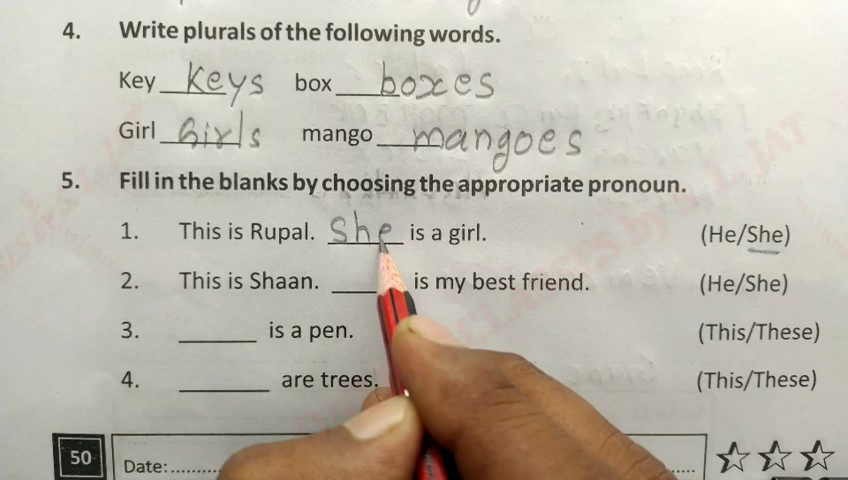 4. Write plurals of the following words.
Key keys box boxes
Girl Girls mango mangoes
5. Fill in the blanks by choosing the appropriate pronoun.
1. This is Rupal. She is a girl. (He/She)
2. This is Shaan. ____ is my best friend. (He/She)
3. ______ is a pen. (This/These)
4. ______ are trees. (This/These)
50 Date: